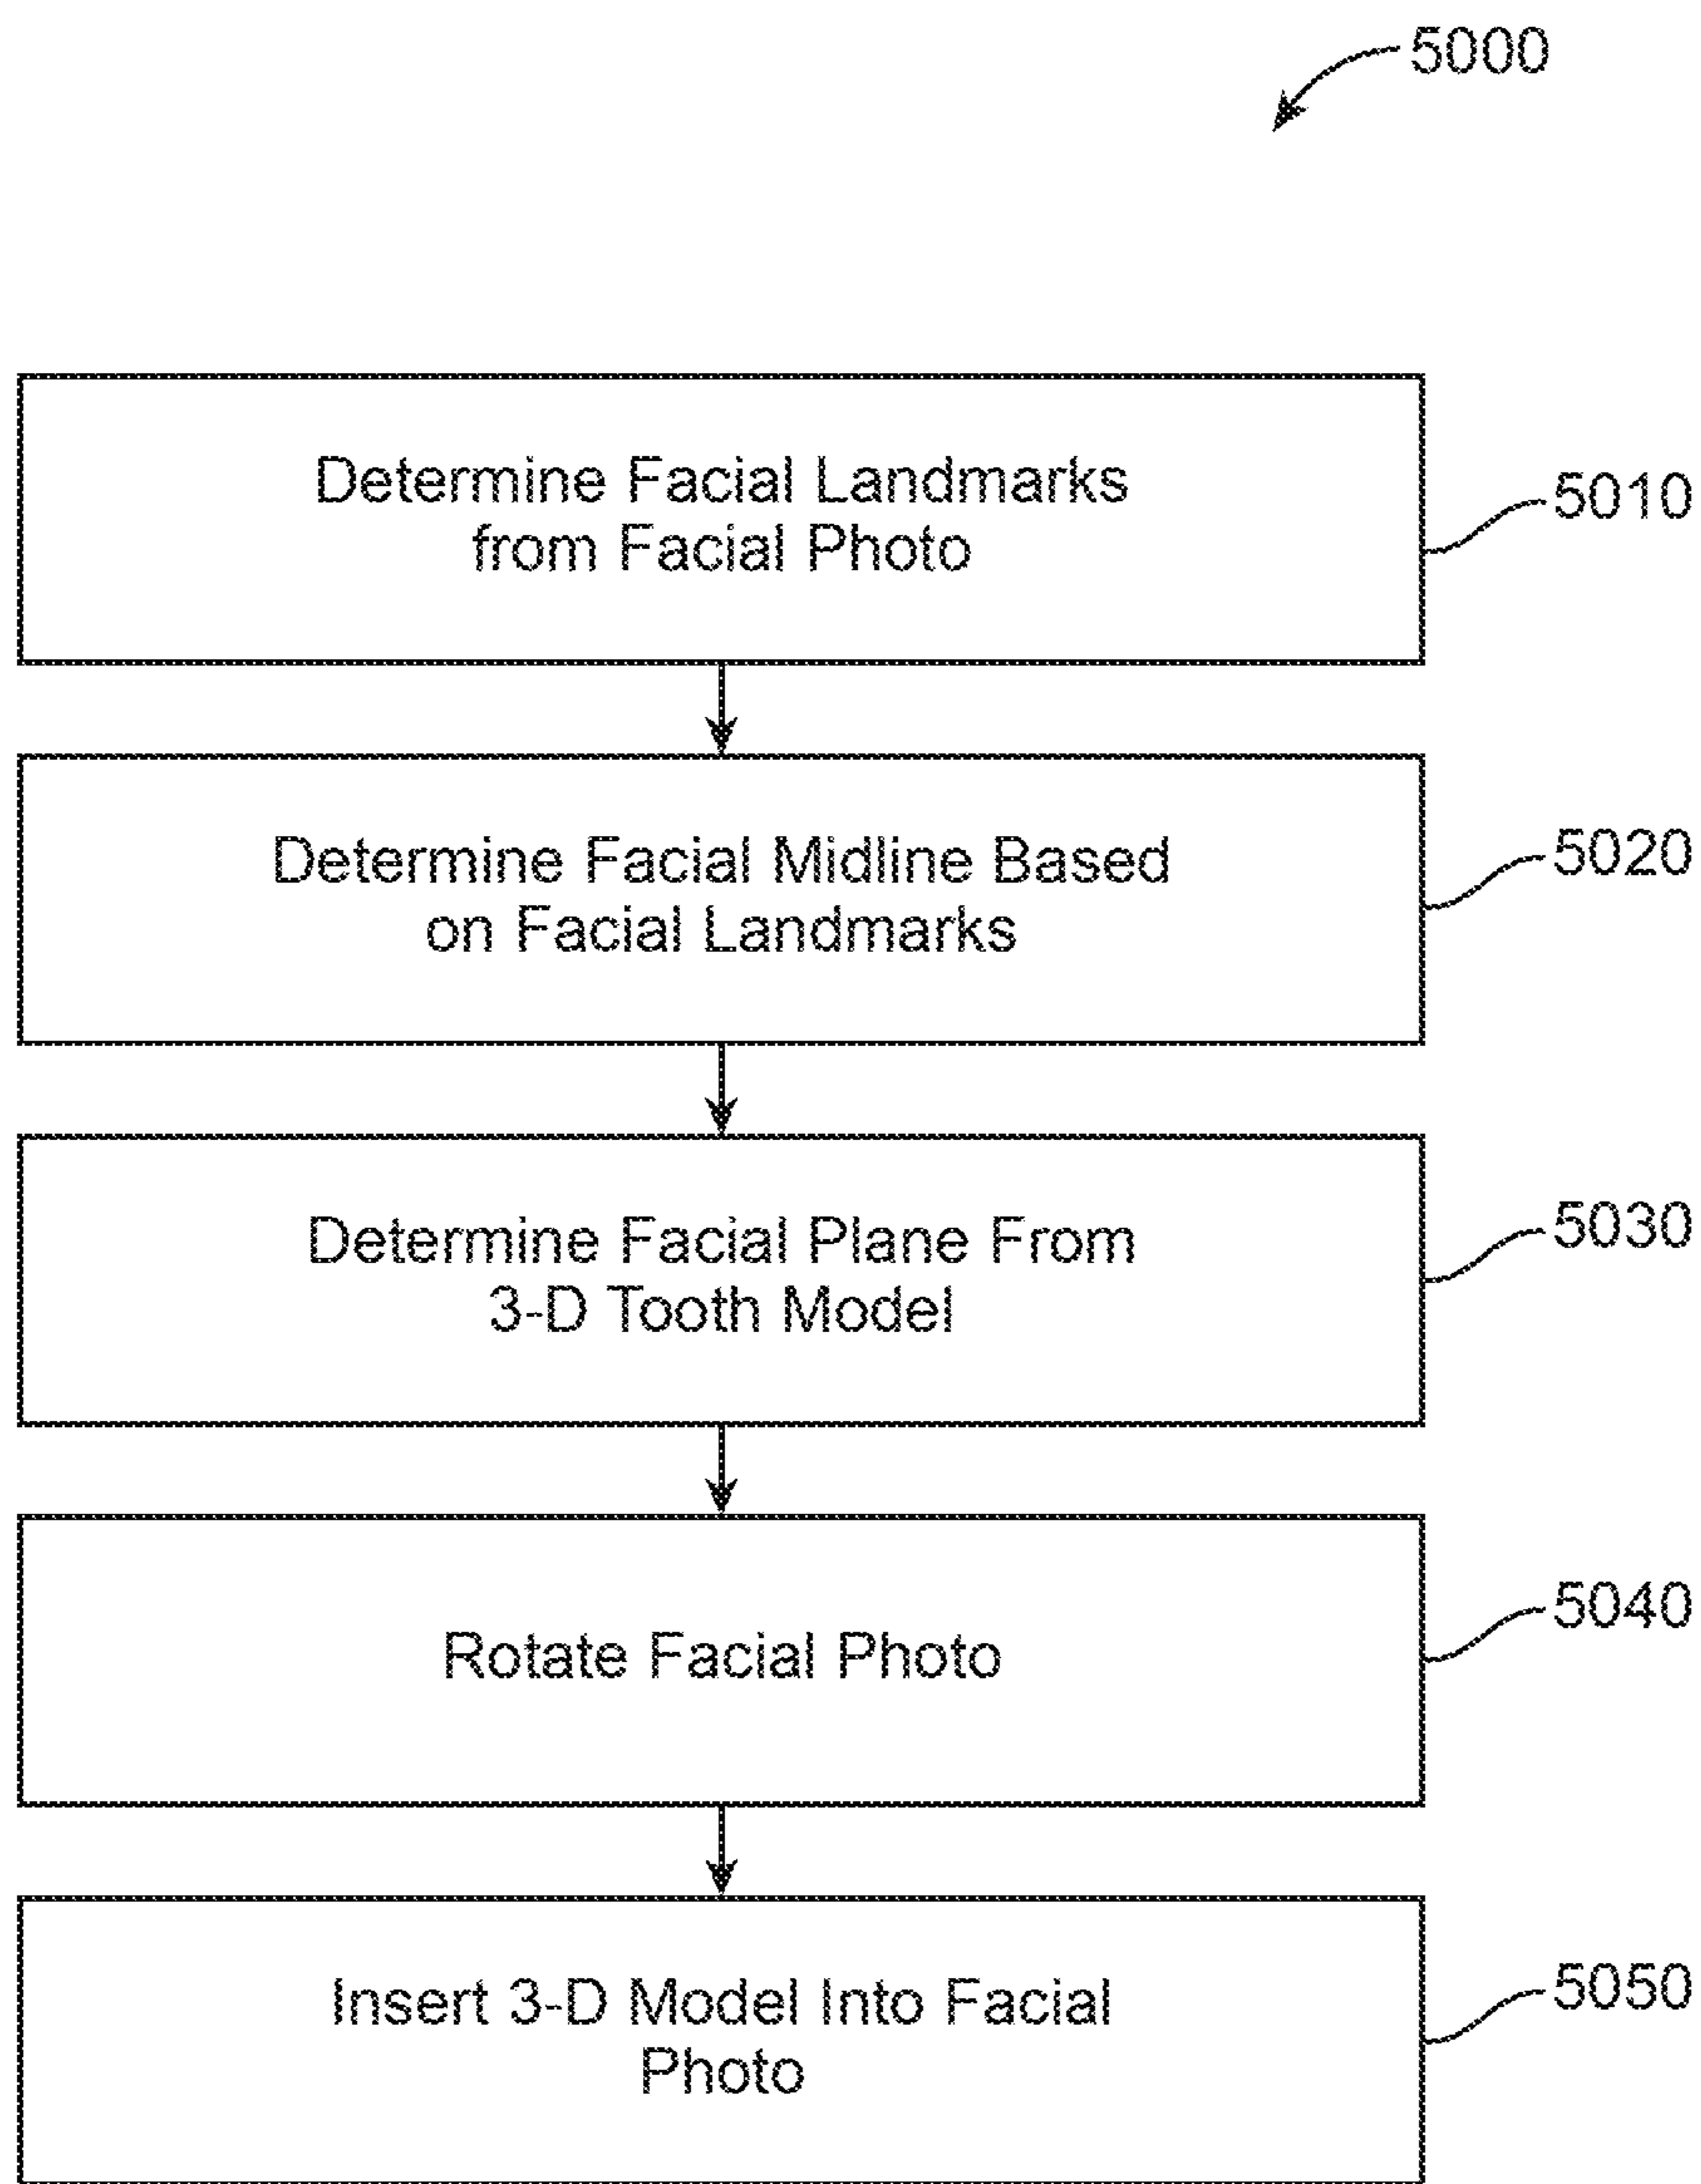 5000
Determine Facial Landmarks
from Facial Photo
5010
Determine Facial Midline Based
on Facial Landmarks
5020
Determine Facial Plane From
3-D Tooth Model
5030
Rotate Facial Photo
5040
Insert 3-D Model Into Facial
Photo
5050